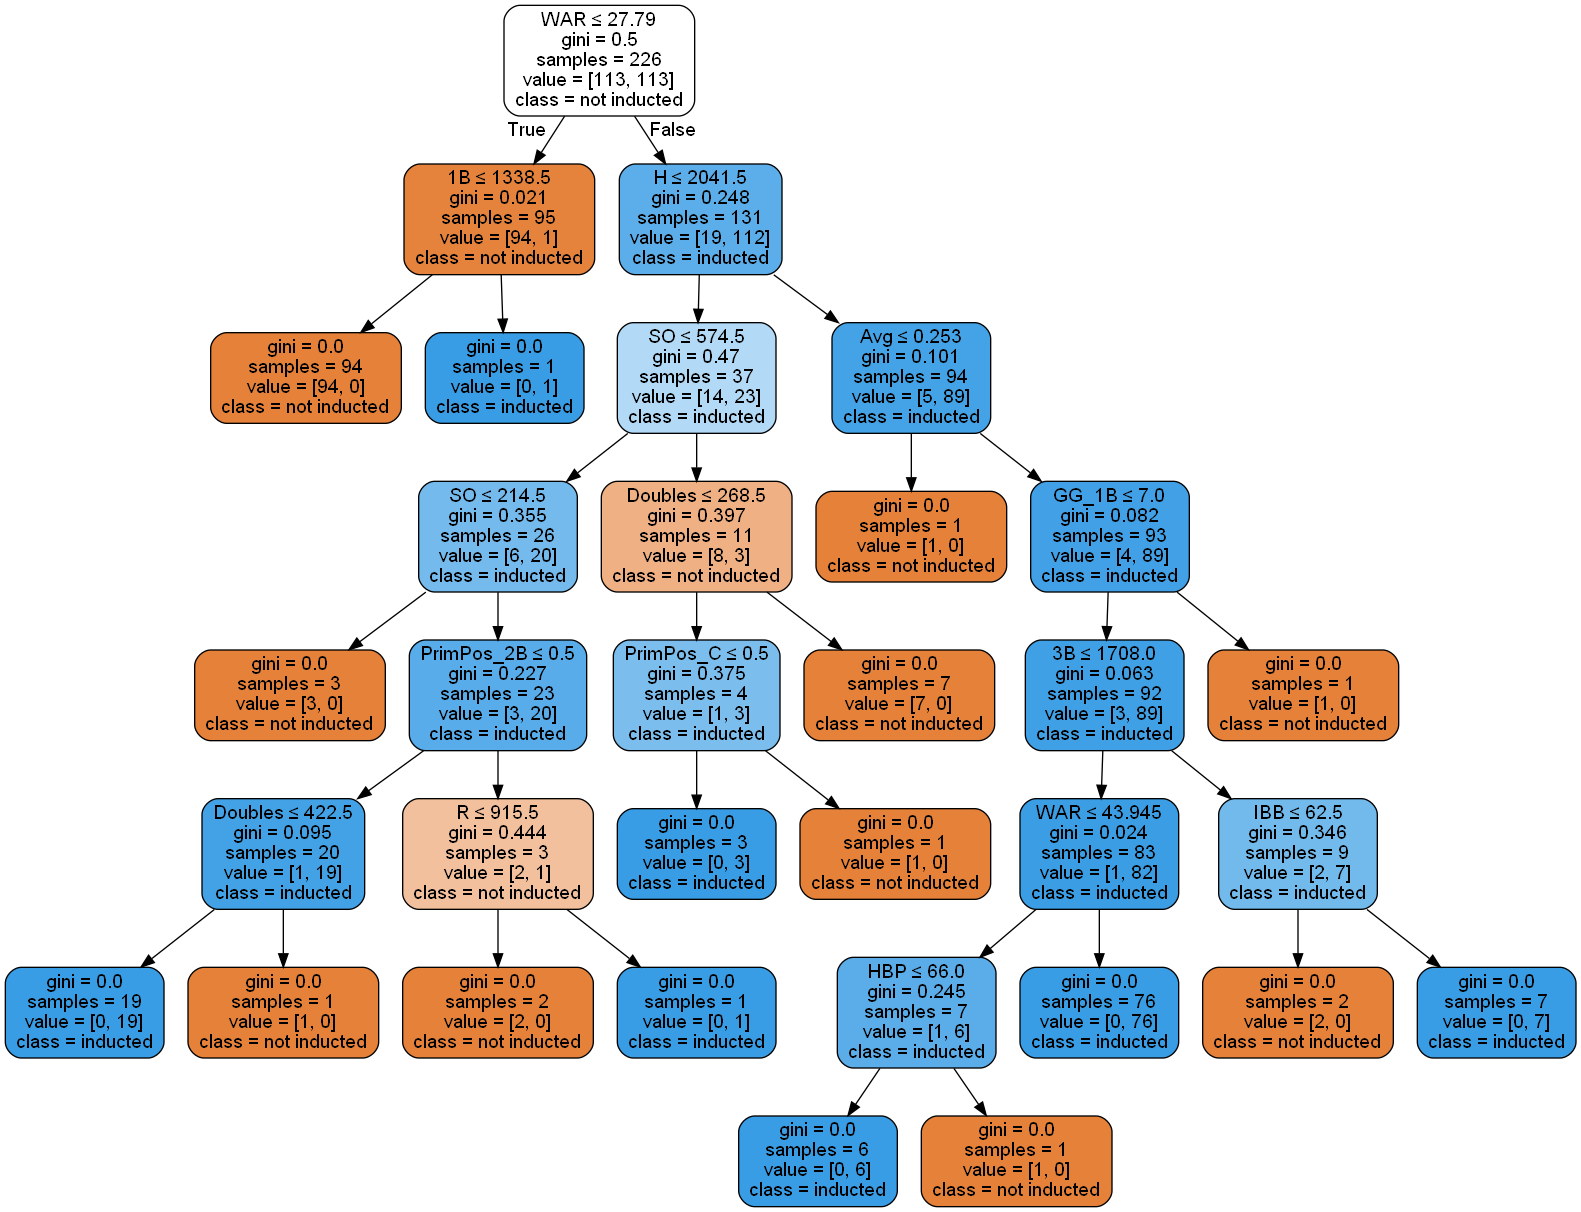 WAR ≤ 27.79
gini = 0.5
samples = 226
value = [113, 113]
class = not inducted
True
False
1B ≤ 1338.5
gini = 0.021
samples = 95
value = [94, 1]
class = not inducted
H ≤ 2041.5
gini = 0.248
samples = 131
value = [19, 112]
class = inducted
gini = 0.0
samples = 94
value = [94, 0]
class = not inducted
gini = 0.0
samples = 1
value = [0, 1]
class = inducted
SO ≤ 574.5
gini = 0.47
samples = 37
value = [14, 23]
class = inducted
Avg ≤ 0.253
gini = 0.101
samples = 94
value = [5, 89]
class = inducted
SO ≤ 214.5
gini = 0.355
samples = 26
value = [6, 20]
class = inducted
Doubles ≤ 268.5
gini = 0.397
samples = 11
value = [8, 3]
class = not inducted
gini = 0.0
samples = 1
value = [1, 0]
class = not inducted
GG_1B ≤ 7.0
gini = 0.082
samples = 93
value = [4, 89]
class = inducted
gini = 0.0
samples = 3
value = [3, 0]
class = not inducted
PrimPos_2B ≤ 0.5
gini = 0.227
samples = 23
value = [3, 20]
class = inducted
PrimPos_C ≤ 0.5
gini = 0.375
samples = 4
value = [1, 3]
class = inducted
gini = 0.0
samples = 7
value = [7, 0]
class = not inducted
3B ≤ 1708.0
gini = 0.063
samples = 92
value = [3, 89]
class = inducted
gini = 0.0
samples = 1
value = [1, 0]
class = not inducted
Doubles ≤ 422.5
gini = 0.095
samples = 20
value = [1, 19]
class = inducted
R ≤ 915.5
gini = 0.444
samples = 3
value = [2, 1]
class = not inducted
gini = 0.0
samples = 3
value = [0, 3]
class = inducted
gini = 0.0
samples = 1
value = [1, 0]
class = not inducted
WAR ≤ 43.945
gini = 0.024
samples = 83
value = [1, 82]
class = inducted
IBB ≤ 62.5
gini = 0.346
samples = 9
value = [2, 7]
class = inducted
gini = 0.0
samples = 19
value = [0, 19]
class = inducted
gini = 0.0
samples = 1
value = [1, 0]
class = not inducted
gini = 0.0
samples = 2
value = [2, 0]
class = not inducted
gini = 0.0
samples = 1
value = [0, 1]
class = inducted
HBP ≤ 66.0
gini = 0.245
samples = 7
value = [1, 6]
class = inducted
gini = 0.0
samples = 76
value = [0, 76]
class = inducted
gini = 0.0
samples = 2
value = [2, 0]
class = not inducted
gini = 0.0
samples = 7
value = [0, 7]
class = inducted
gini = 0.0
samples = 6
value = [0, 6]
class = inducted
gini = 0.0
samples = 1
value = [1, 0]
class = not inducted